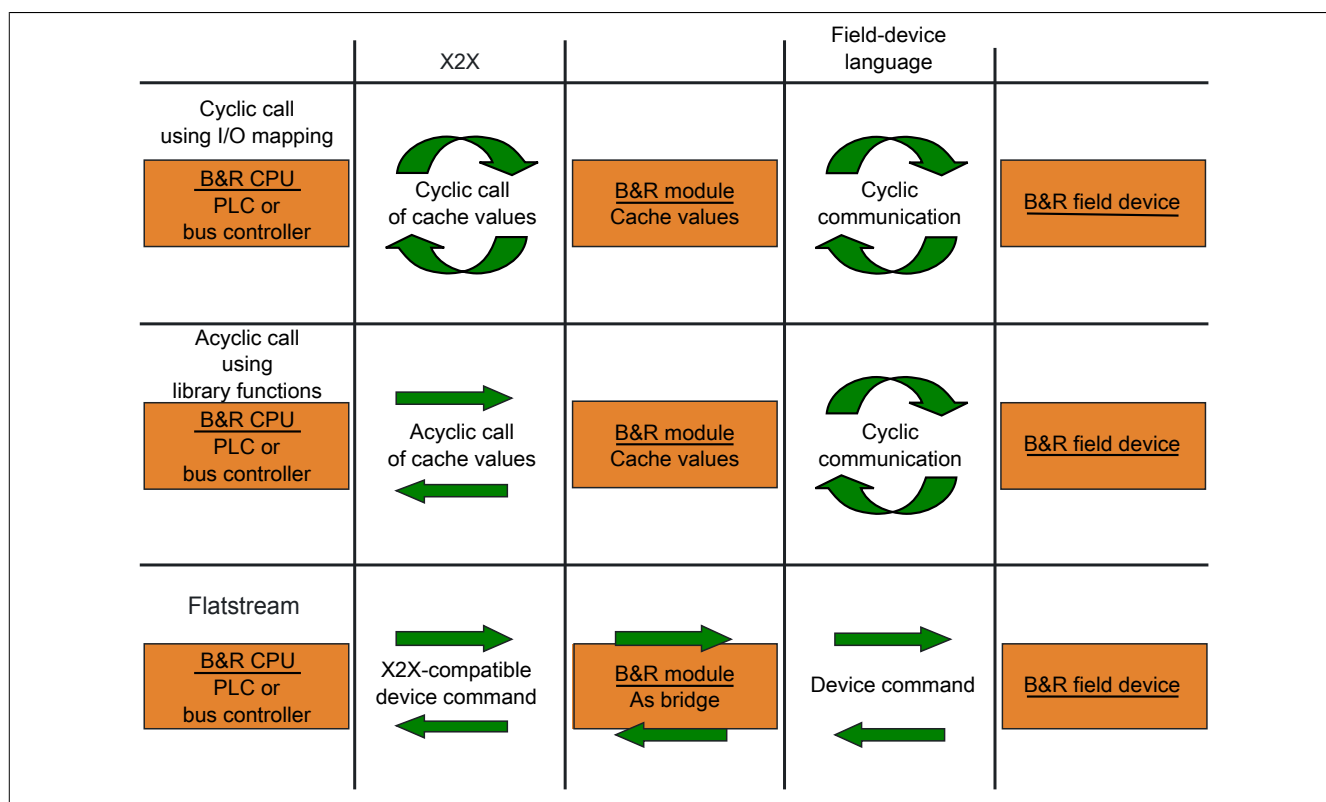 X2X
Field-device
language
Cyclic call
using I/O mapping
B&R CPU
PLC or
bus controller
Cyclic call
of cache values
B&R module
Cache values
Cyclic
communication
B&R field device
Acyclic call
using
library functions
B&R CPU
PLC or
bus controller
Acyclic call
of cache values
B&R module
Cache values
Cyclic
communication
B&R field device
Flatstream
B&R CPU
PLC or
bus controller
X2X-compatible
device command
B&R module
As bridge
Device command
B&R field device